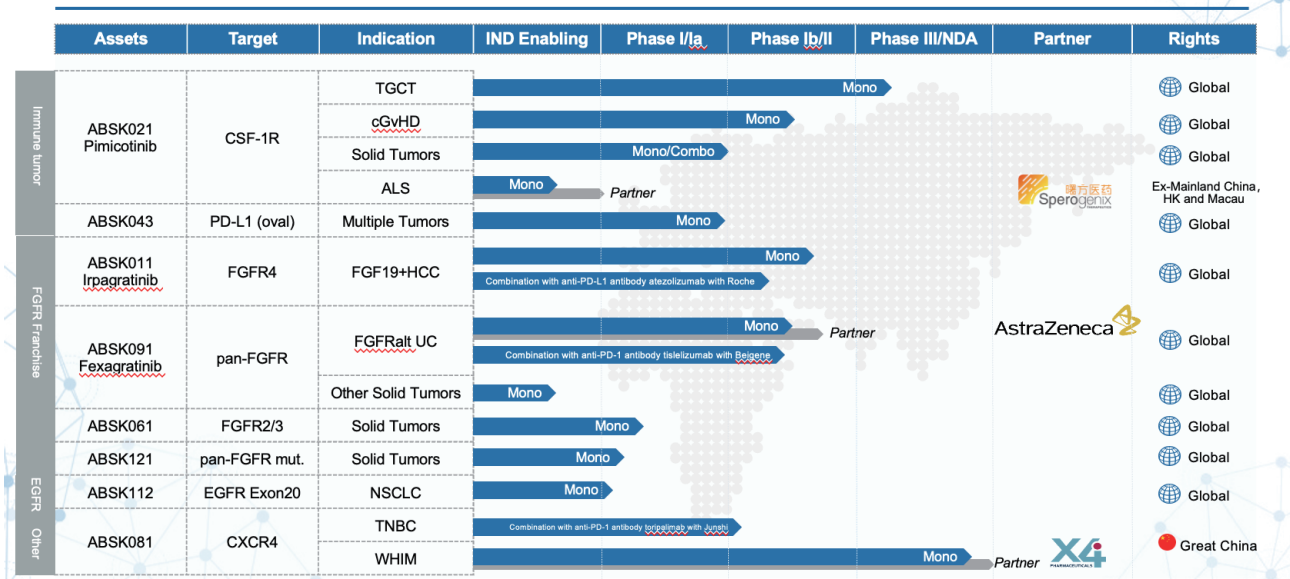 Assets Target Indication IND Enabling Phase I/Ia Phase Ib/II Phase III/NDA Partner Rights
Immune tumor
ABSK021
Pimicotinib
CSF-1R
TGCT Mono Global
cGvHD Mono Global
Solid Tumors Mono/Combo Global
ALS Mono Partner 曙方医药 Sperogenix Ex-Mainland China,
HK and Macau
ABSK043 PD-L1 (oval) Multiple Tumors Mono Global
FGFR Franchise
ABSK011
Irpagratinib
FGFR4 FGF19+HCC Mono
Combination with anti-PD-L1 antibody atezolizumab with Roche
Global
ABSK091
Fexagratinib
pan-FGFR
FGFRalt UC Mono Partner AstraZeneca
Combination with anti-PD-1 antibody tislelizumab with Beigene
Global
Other Solid Tumors Mono Global
ABSK061 FGFR2/3 Solid Tumors Mono Global
ABSK121 pan-FGFR mut. Solid Tumors Mono Global
EGFR
ABSK112 EGFR Exon20 NSCLC Mono Global
Other
ABSK081 CXCR4
TNBC Combination with anti-PD-1 antibody toripalimab with Junshi
WHIM Mono Partner X4
PHARMACEUTICALS
Great China